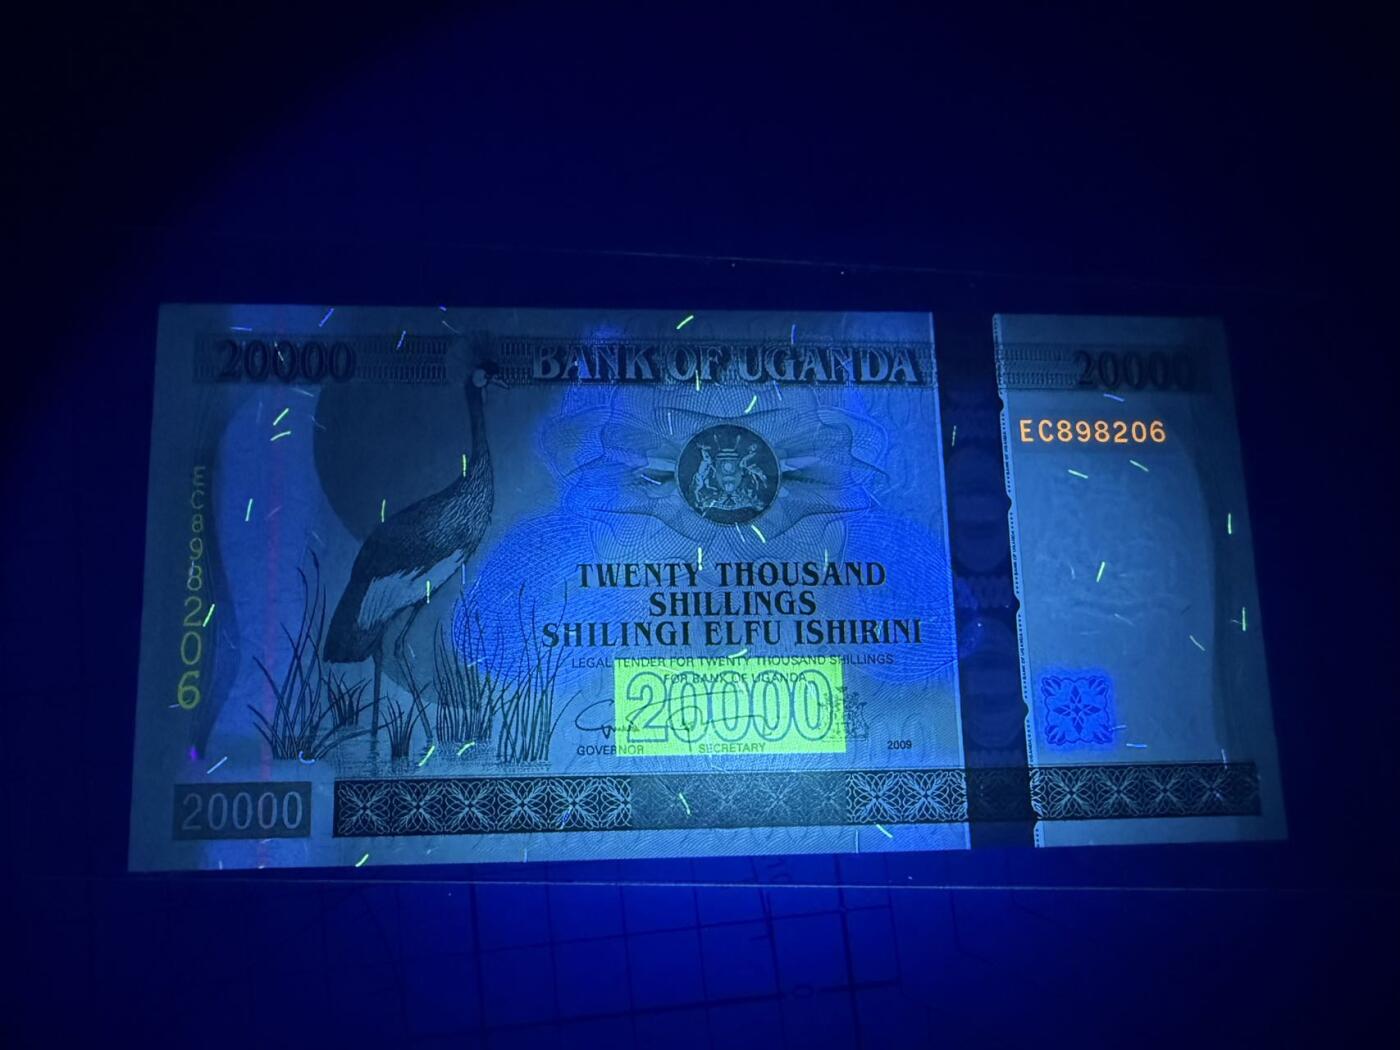 20000
BANK OF UGANDA
20000
EC898206
EC898206
TWENTY THOUSAND
SHILLINGS
SHILINGI ELFU ISHIRINI
LEGAL TENDER FOR TWENTY THOUSAND SHILLINGS
FOR BANK OF UGANDA
20000
GOVERNOR
SECRETARY
2009
20000